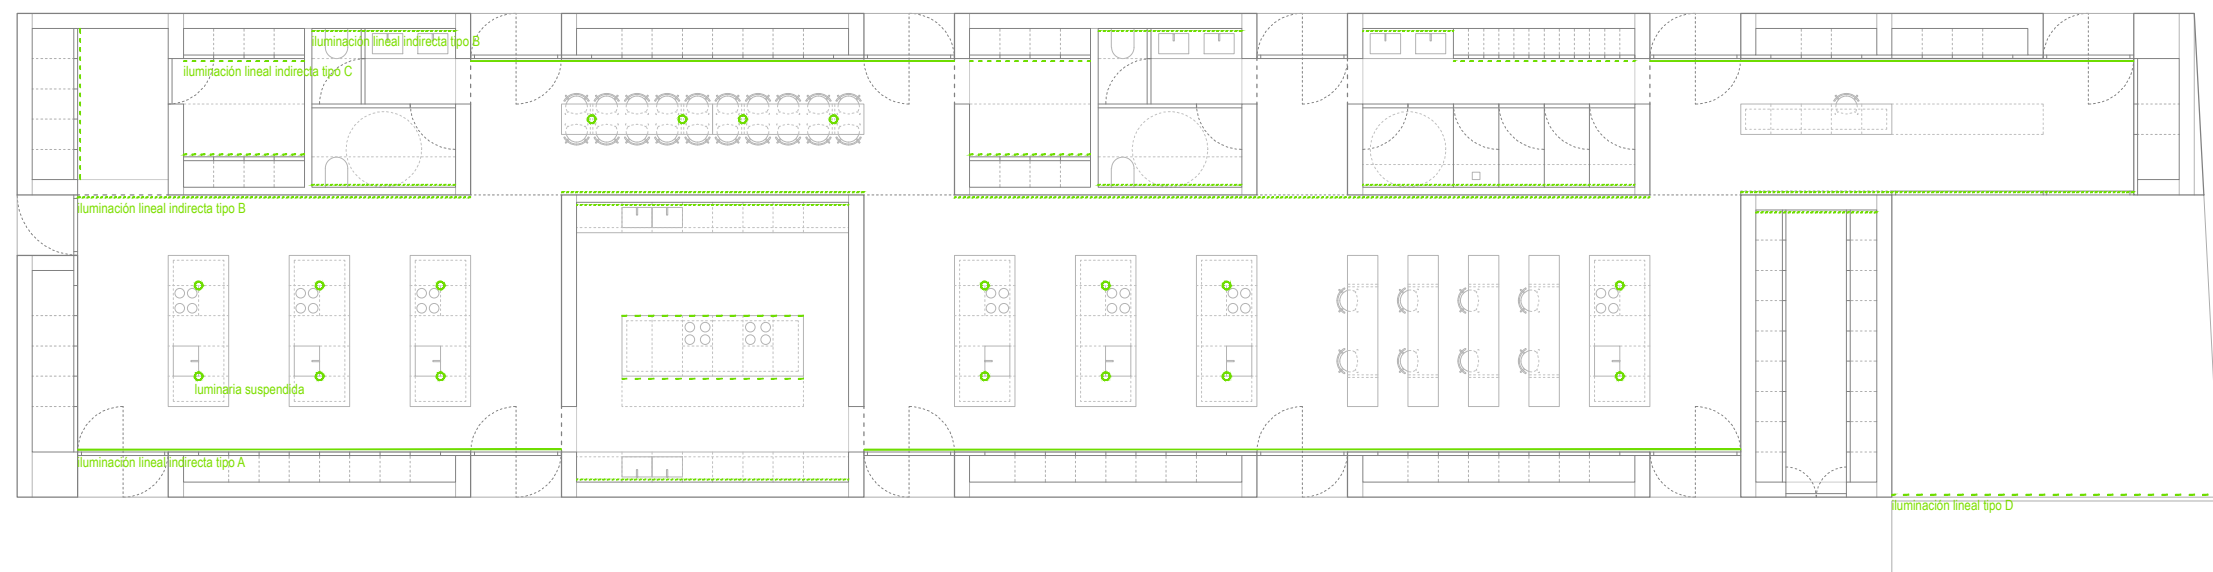 iluminación lineal indirecta tipo B
iluminación lineal indirecta tipo C
iluminación lineal indirecta tipo B
luminaria suspendida
iluminación lineal indirecta tipo A
iluminación lineal tipo D